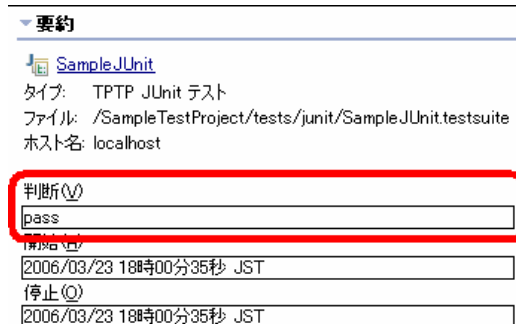 要約
SampleJUnit
タイプ: TPTP JUnit テスト
ファイル: /SampleTestProject/tests/junit/SampleJUnit.testsuite
ホスト名: localhost
判断(V)
pass
開始(H)
2006/03/23 18時00分35秒 JST
停止(O)
2006/03/23 18時00分35秒 JST